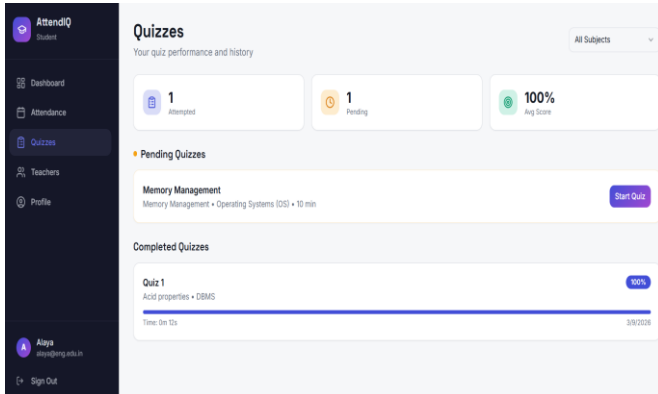 AttendIQ
Student
Dashboard
Attendance
Quizzes
Teachers
Profile
A
Alaya
alaya@eng.edu.in
Sign Out
Quizzes
Your quiz performance and history
All Subjects
1
Attempted
1
Pending
100%
Avg Score
Pending Quizzes
Memory Management
Memory Management • Operating Systems (OS) • 10 min
Start Quiz
Completed Quizzes
Quiz 1
100%
Acid properties • DBMS
Time: 0m 12s
3/9/2026